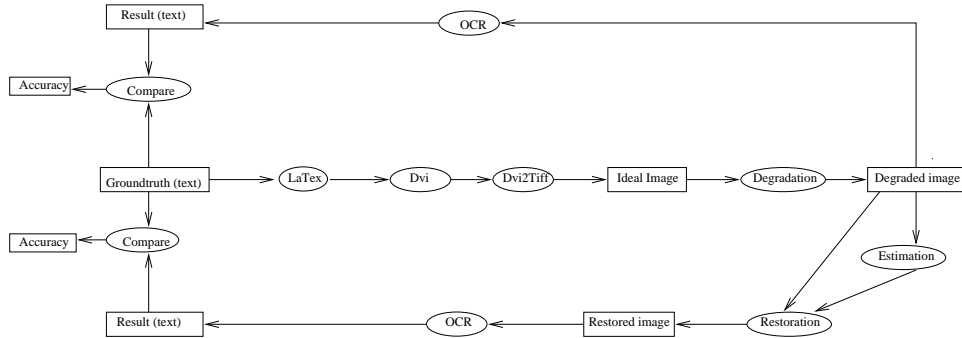 Result (text)
OCR
Accuracy
Compare
Groundtruth (text)
LaTex
Dvi
Dvi2Tiff
Ideal Image
Degradation
Degraded image
Accuracy
Compare
Estimation
Result (text)
OCR
Restored image
Restoration